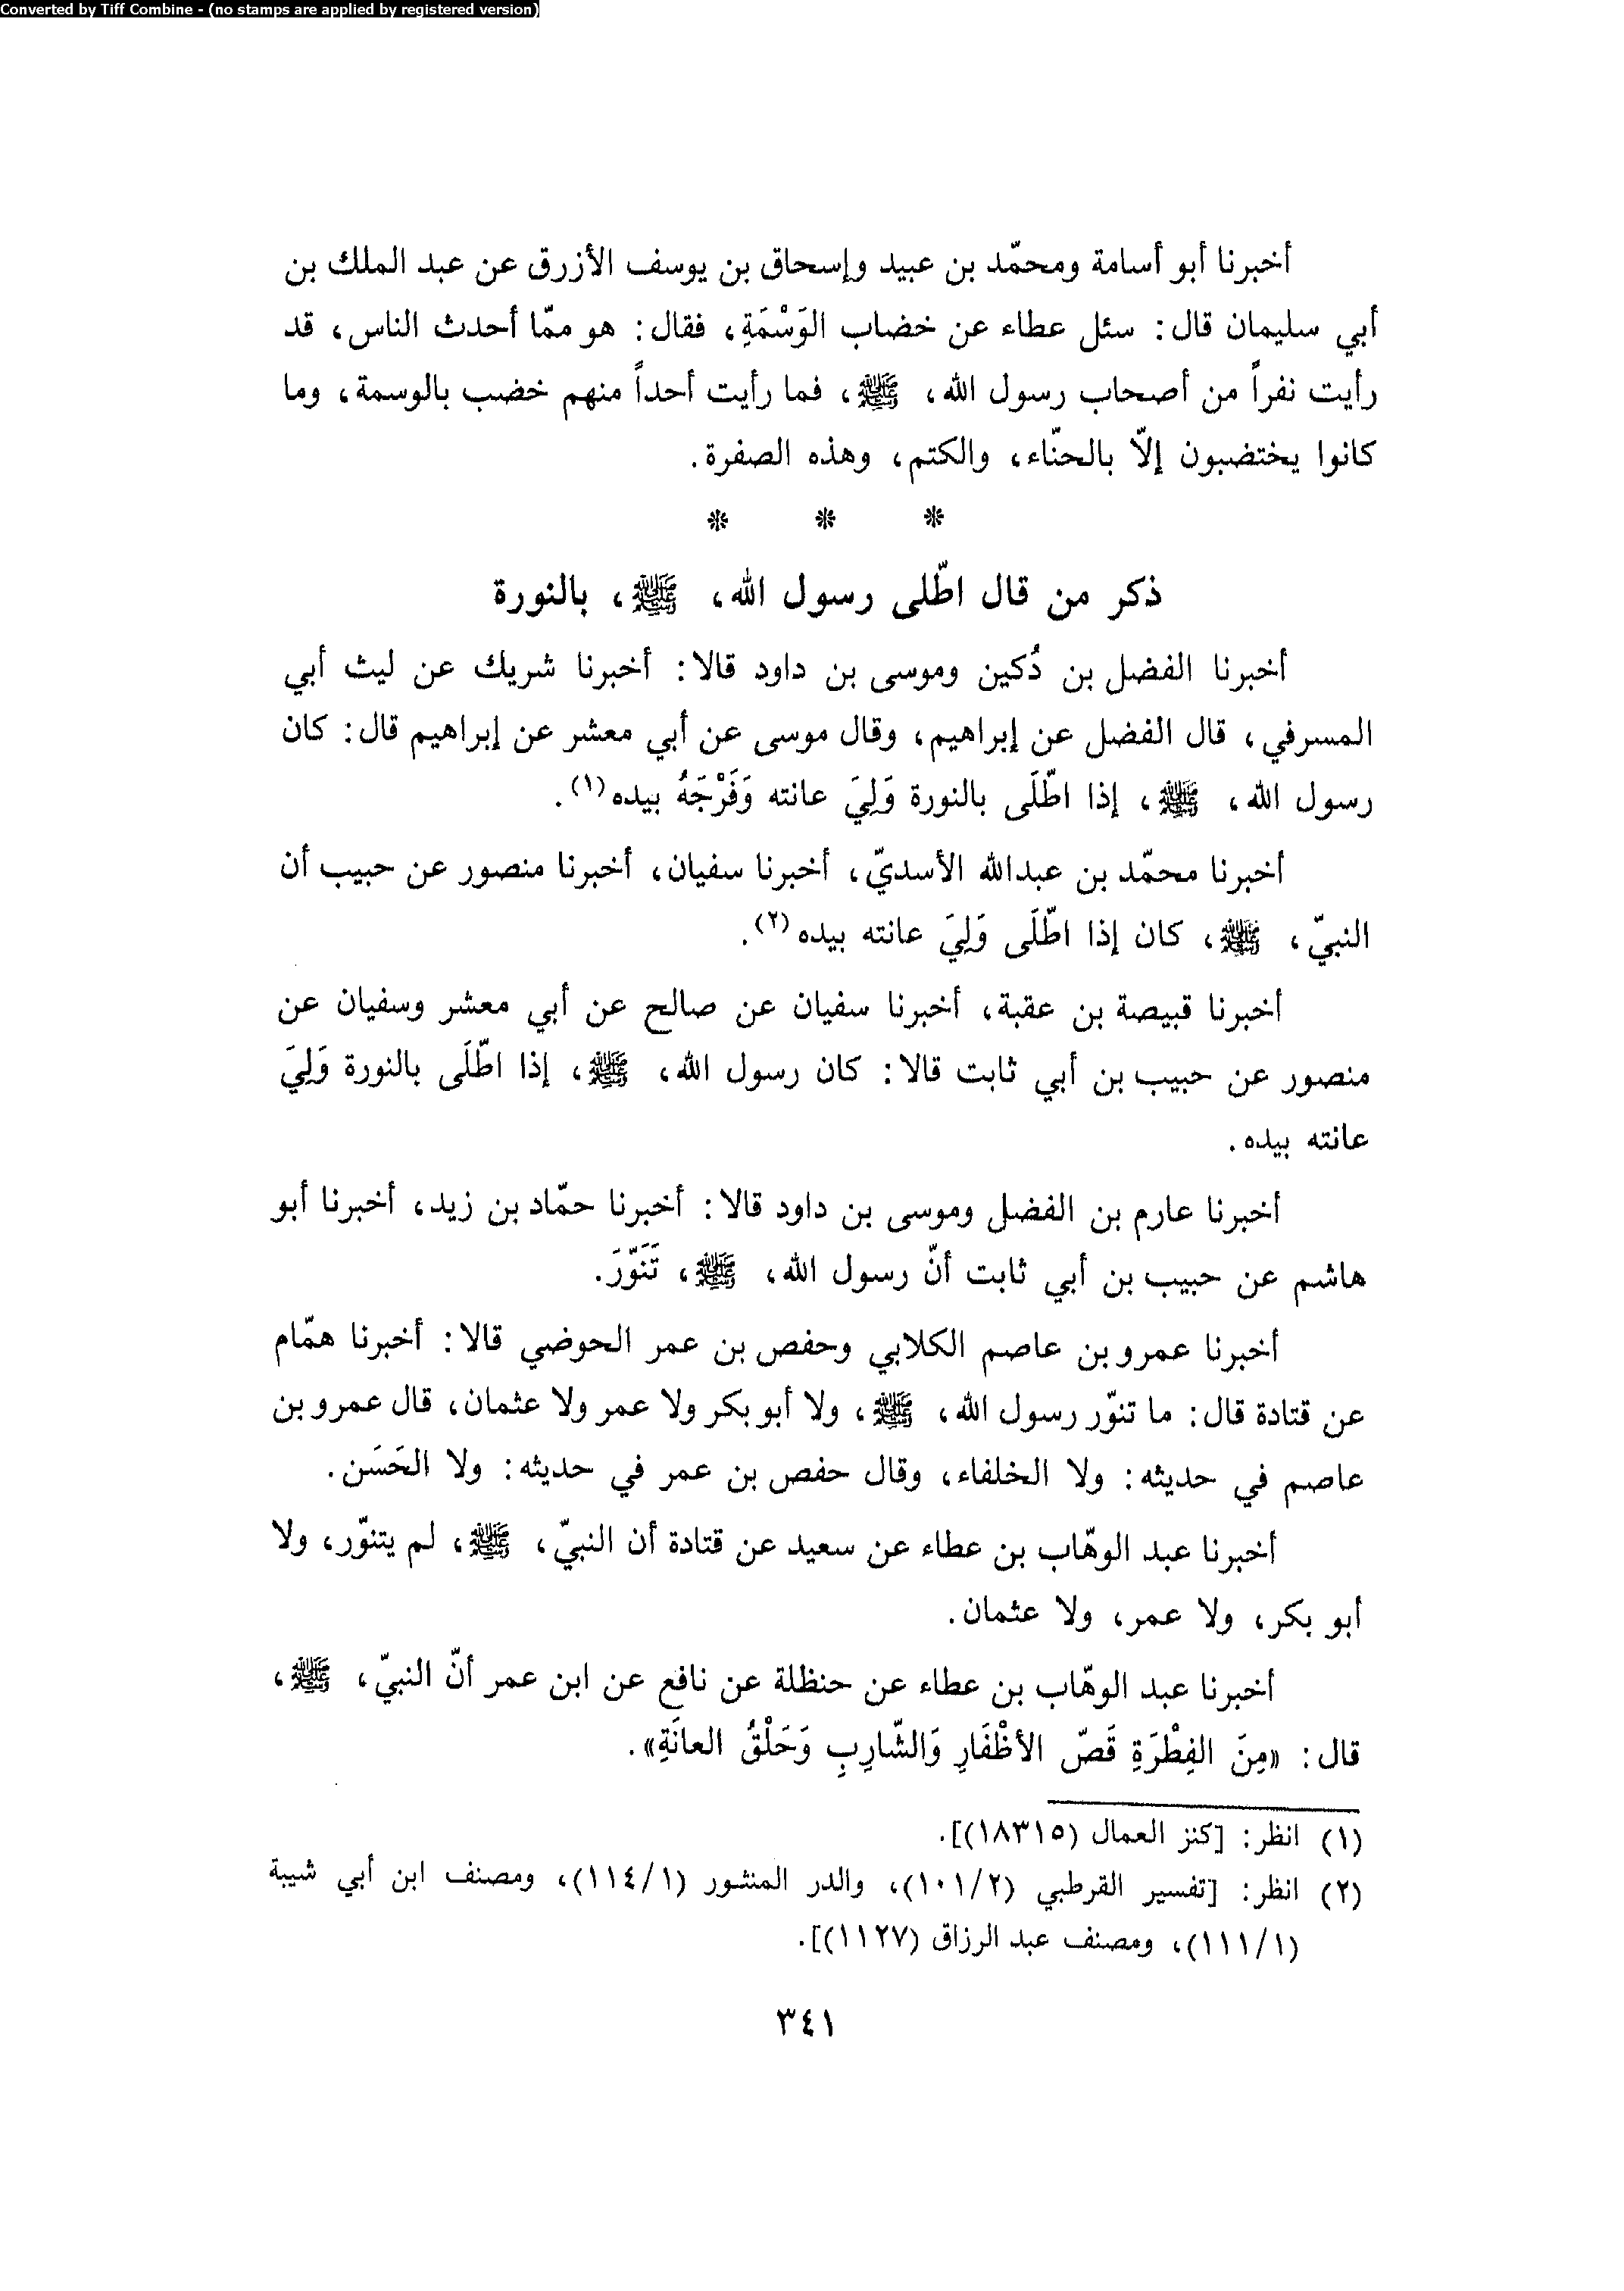 Converted by Tiff Combine - (no stamps are applied by registered version)
أخبرنا أبو أسامة ومحمّد بن عبيد وإسحاق بن يوسف الأزرق عن عبد الملك بن
أبي سليمان قال: سئل عطاء عن خضاب الوَسْمَةِ، فقال: هو ممّا أحدث الناس، قد
رأيت نفراً من أصحاب رسول الله، ﷺ، فما رأيت أحداً منهم خضب بالوسمة، وما
كانوا يختضبون إلّا بالحنّاء، والكتم، وهذه الصفرة.
* * *
ذكر من قال اطّلى رسول الله، ﷺ، بالنورة
أخبرنا الفضل بن دُكين وموسى بن داود قالا: أخبرنا شريك عن ليث أبي
المسرفي، قال الفضل عن إبراهيم، وقال موسى عن أبي معشر عن إبراهيم قال: كان
رسول الله، ﷺ، إذا اطّلَى بالنورة وَلِيَ عانته وَفَرْجَهُ بيده(١).
أخبرنا محمّد بن عبدالله الأسديّ، أخبرنا سفيان، أخبرنا منصور عن حبيب أن
النبيّ، ﷺ، كان إذا اطّلَى وَلِيَ عانته بيده(٢).
أخبرنا قبيصة بن عقبة، أخبرنا سفيان عن صالح عن أبي معشر وسفيان عن
منصور عن حبيب بن أبي ثابت قالا: كان رسول الله، ﷺ، إذا اطّلَى بالنورة وَلِيَ
عانته بيده.
أخبرنا عارم بن الفضل وموسى بن داود قالا: أخبرنا حمّاد بن زيد، أخبرنا أبو
هاشم عن حبيب بن أبي ثابت أنّ رسول الله، ﷺ، تَنَوّرَ.
أخبرنا عمرو بن عاصم الكلابي وحفص بن عمر الحوضي قالا: أخبرنا همّام
عن قتادة قال: ما تنوّر رسول الله، ﷺ، ولا أبو بكر ولا عمر ولا عثمان، قال عمرو بن
عاصم في حديثه: ولا الخلفاء، وقال حفص بن عمر في حديثه: ولا الحَسَن.
أخبرنا عبد الوهّاب بن عطاء عن سعيد عن قتادة أن النبيّ، ﷺ، لم يتنوّر، ولا
أبو بكر، ولا عمر، ولا عثمان.
أخبرنا عبد الوهّاب بن عطاء عن حنظلة عن نافع عن ابن عمر أنّ النبيّ، ﷺ،
قال: «مِنَ الفِطْرَةِ قَصّ الأظْفَارِ وَالشّارِبِ وَحَلْقُ العانَةِ».
(١) انظر: [كنز العمال (١٨٣١٥)].
(٢) انظر: [تفسير القرطبي (١٠١/٢)، والدر المنثور (١١٤/١)، ومصنف ابن أبي شيبة
(١١١/١)، ومصنف عبد الرزاق (١١٢٧)].
٣٤١